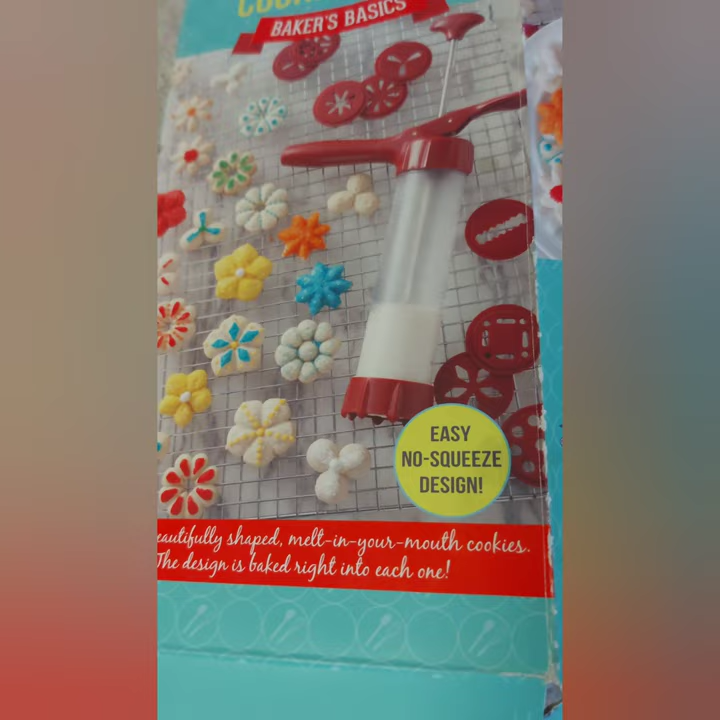 BAKER'S BASICS
EASY
NO-SQUEEZE
DESIGN!
eautifully shaped, melt-in-your-mouth cookies.
The design is baked right into each one!